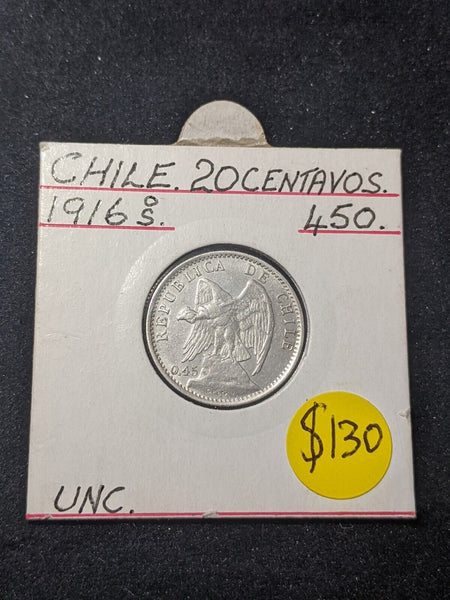 CHILE. 20 CENTAVOS.
1916 S°. 450.
REPUBLICA DE CHILE
0.45
$130
UNC.